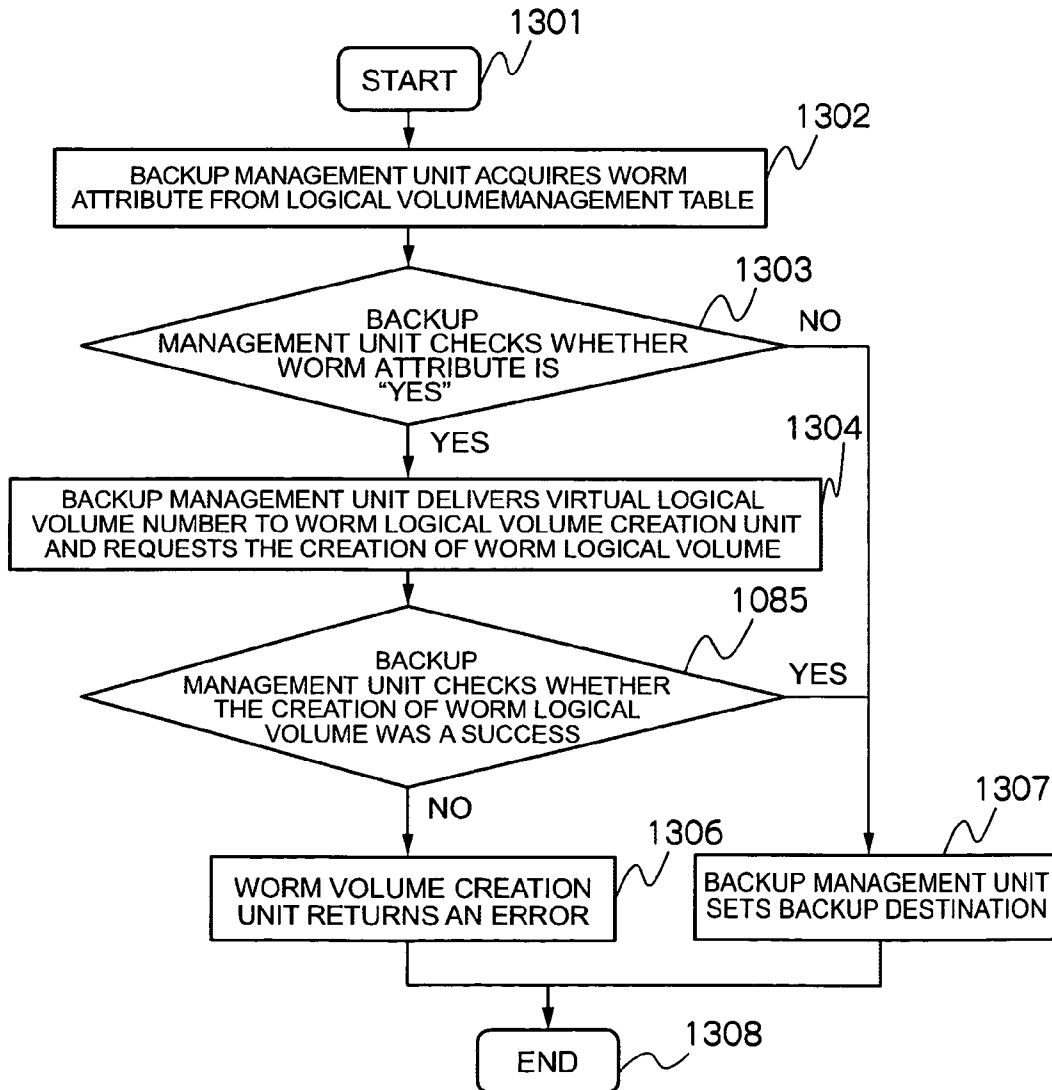 1301
START
1302
BACKUP MANAGEMENT UNIT ACQUIRES WORM
ATTRIBUTE FROM LOGICAL VOLUMEMANAGEMENT TABLE
1303
BACKUP
MANAGEMENT UNIT CHECKS WHETHER
WORM ATTRIBUTE IS
“YES”
NO
YES
1304
BACKUP MANAGEMENT UNIT DELIVERS VIRTUAL LOGICAL
VOLUME NUMBER TO WORM LOGICAL VOLUME CREATION UNIT
AND REQUESTS THE CREATION OF WORM LOGICAL VOLUME
1085
BACKUP
MANAGEMENT UNIT CHECKS WHETHER
THE CREATION OF WORM LOGICAL
VOLUME WAS A SUCCESS
YES
NO
1306
WORM VOLUME CREATION
UNIT RETURNS AN ERROR
1307
BACKUP MANAGEMENT UNIT
SETS BACKUP DESTINATION
END
1308